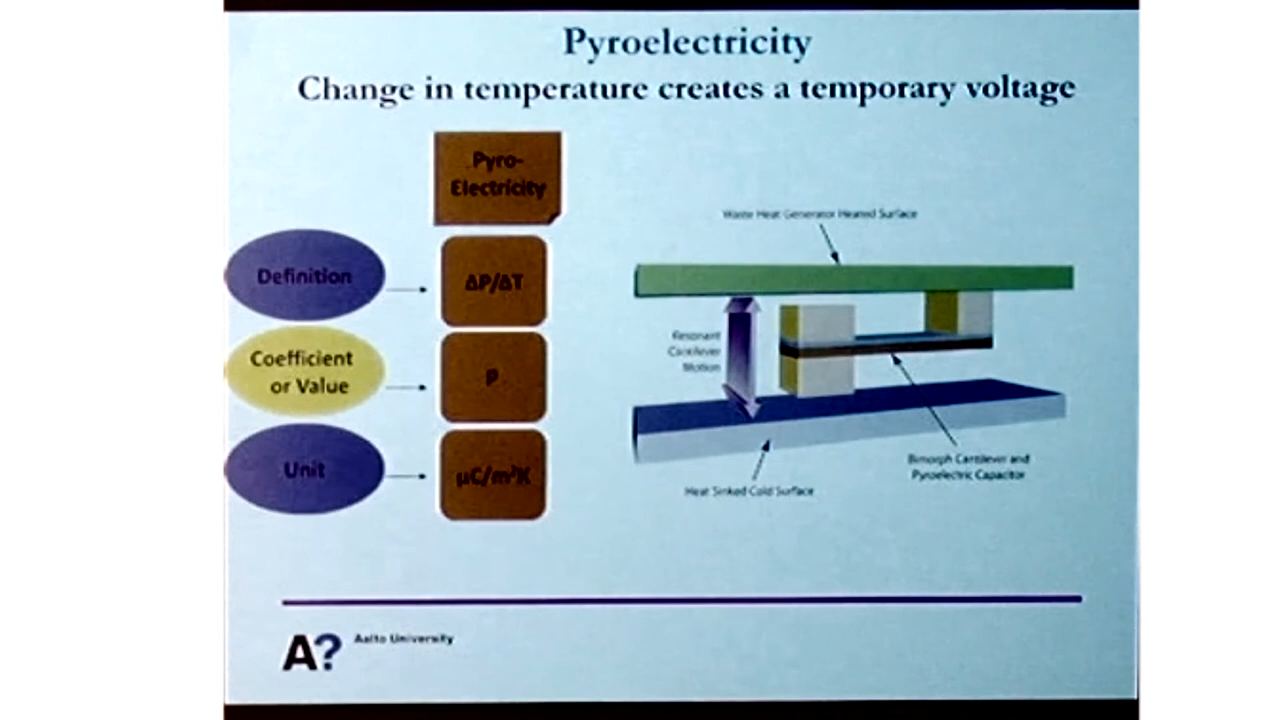 Pyroelectricity
Change in temperature creates a temporary voltage
Pyro-
Electricity
Definition
ΔP/ΔT
Coefficient
or Value
P
Unit
μC/m²K
Waste Heat Generator Heated Surface
Resonant
Cantilever
Motion
Bimorph Cantilever and
Pyroelectric Capacitor
Heat Sinked Cold Surface
A?
Aalto University